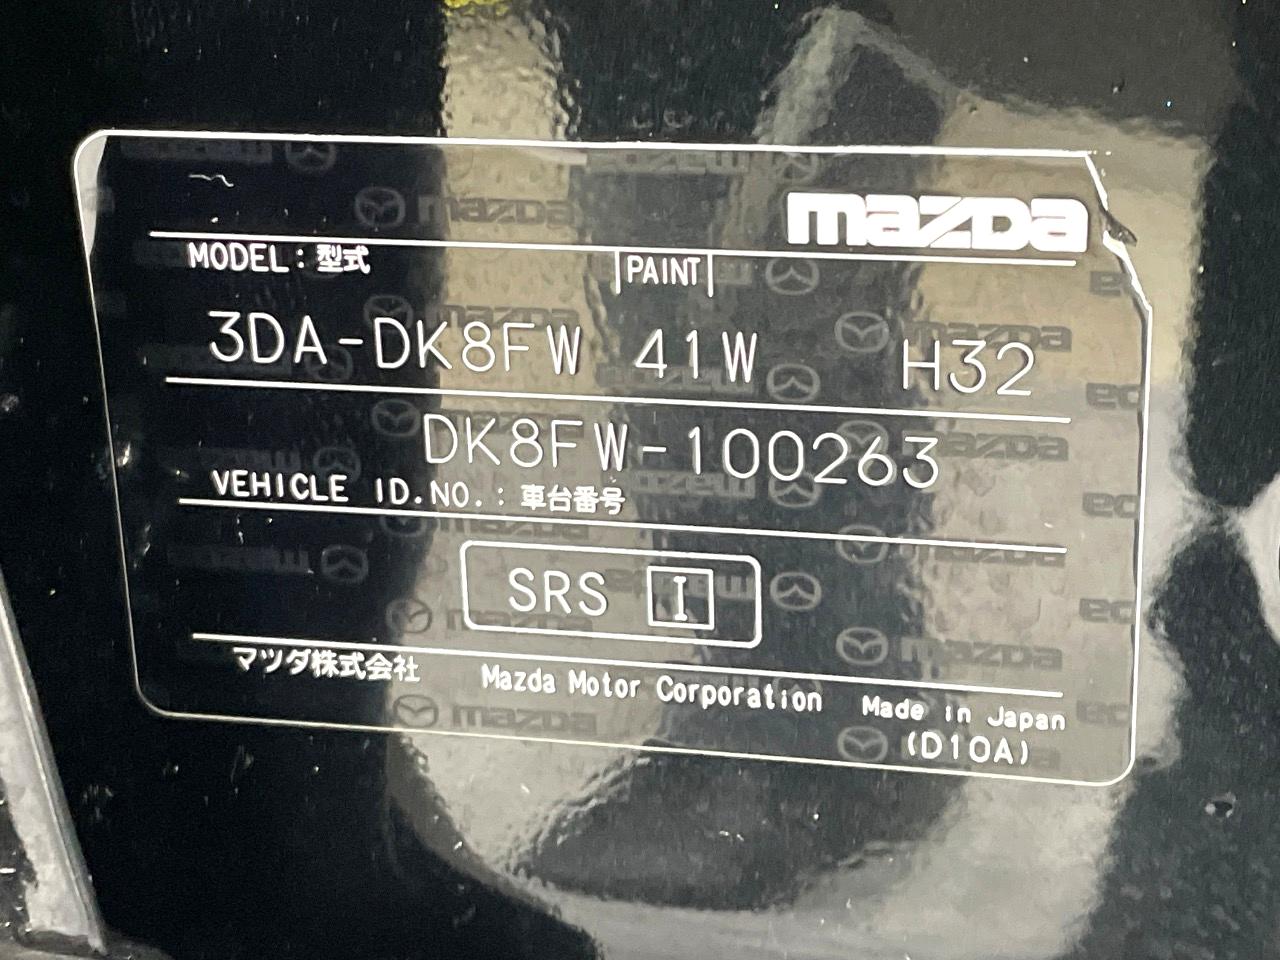 mazda
MODEL : 型式 PAINT
3DA-DK8FW 41W H32
DK8FW-100263
VEHICLE ID.NO. : 車台番号
SRS I
マツダ株式会社 Mazda Motor Corporation Made in Japan
(D10A)